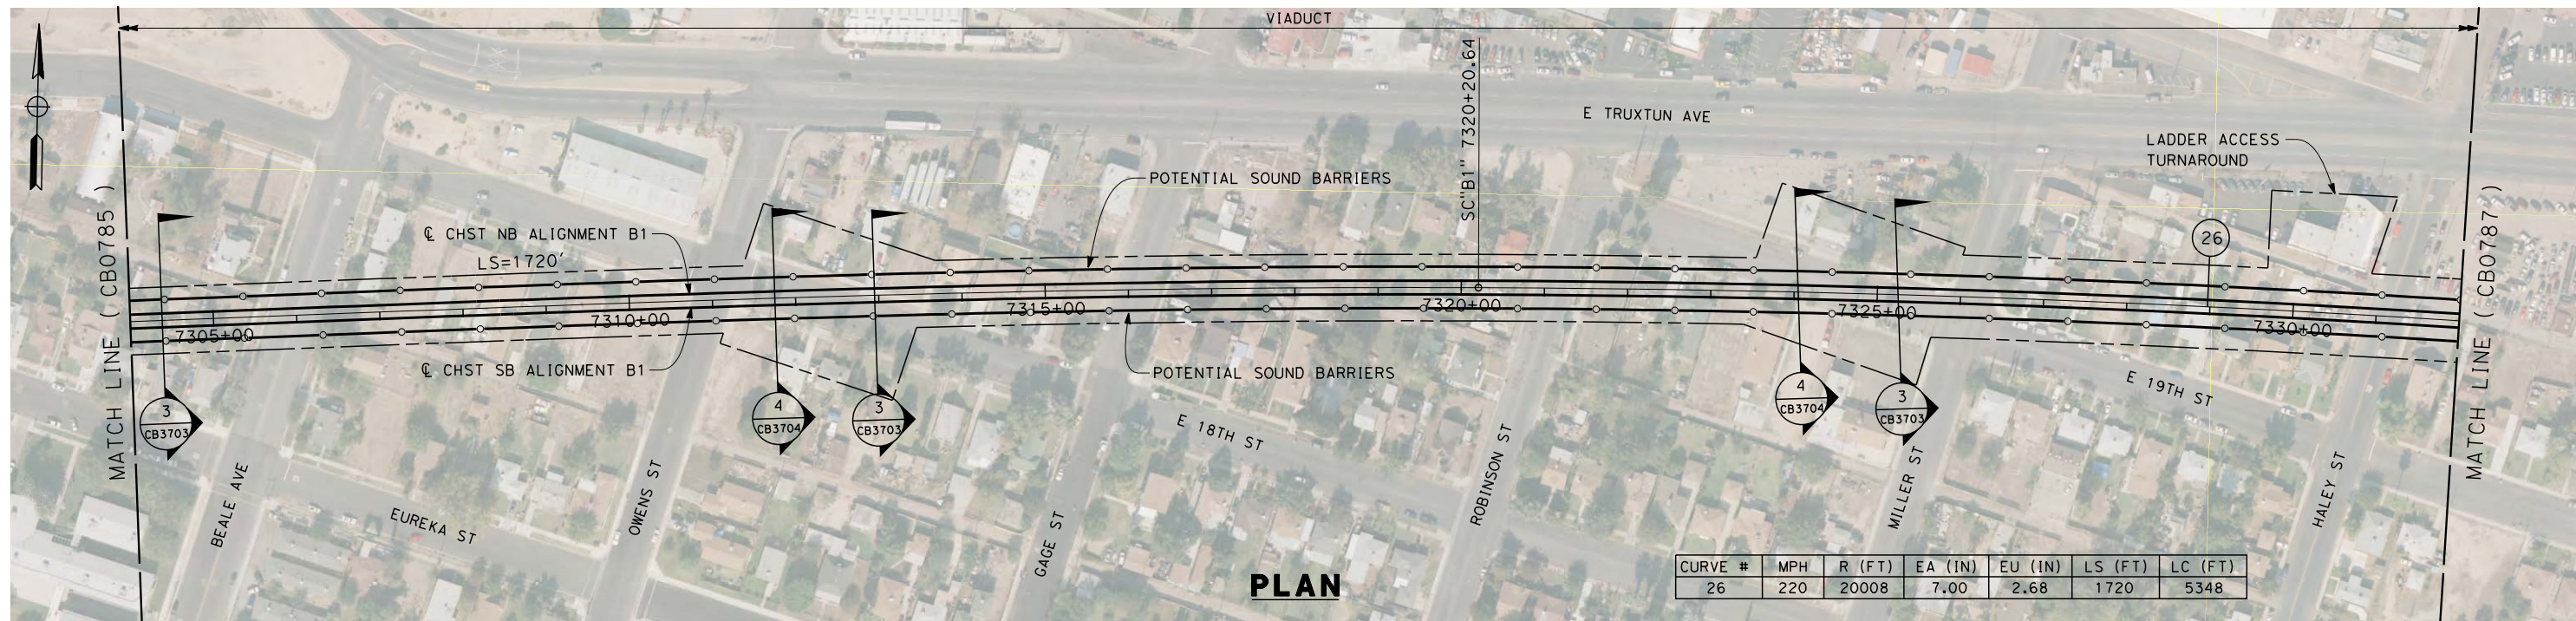 VIADUCT
SC"B1" 7320+20.64
E TRUXTUN AVE
LADDER ACCESS
TURNAROUND
POTENTIAL SOUND BARRIERS
MATCH LINE ( CB0785 )
℄ CHST NB ALIGNMENT B1
LS=1720'
26
MATCH LINE ( CB0787 )
7305+00
7310+00
7315+00
7320+00
7325+00
7330+00
℄ CHST SB ALIGNMENT B1
POTENTIAL SOUND BARRIERS
3
CB3703
4
CB3704
3
CB3703
4
CB3704
3
CB3703
E 19TH ST
E 18TH ST
BEALE AVE
EUREKA ST
OWENS ST
GAGE ST
ROBINSON ST
MILLER ST
HALEY ST
PLAN
CURVE # MPH R (FT) EA (IN) EU (IN) LS (FT) LC (FT)
26 220 20008 7.00 2.68 1720 5348